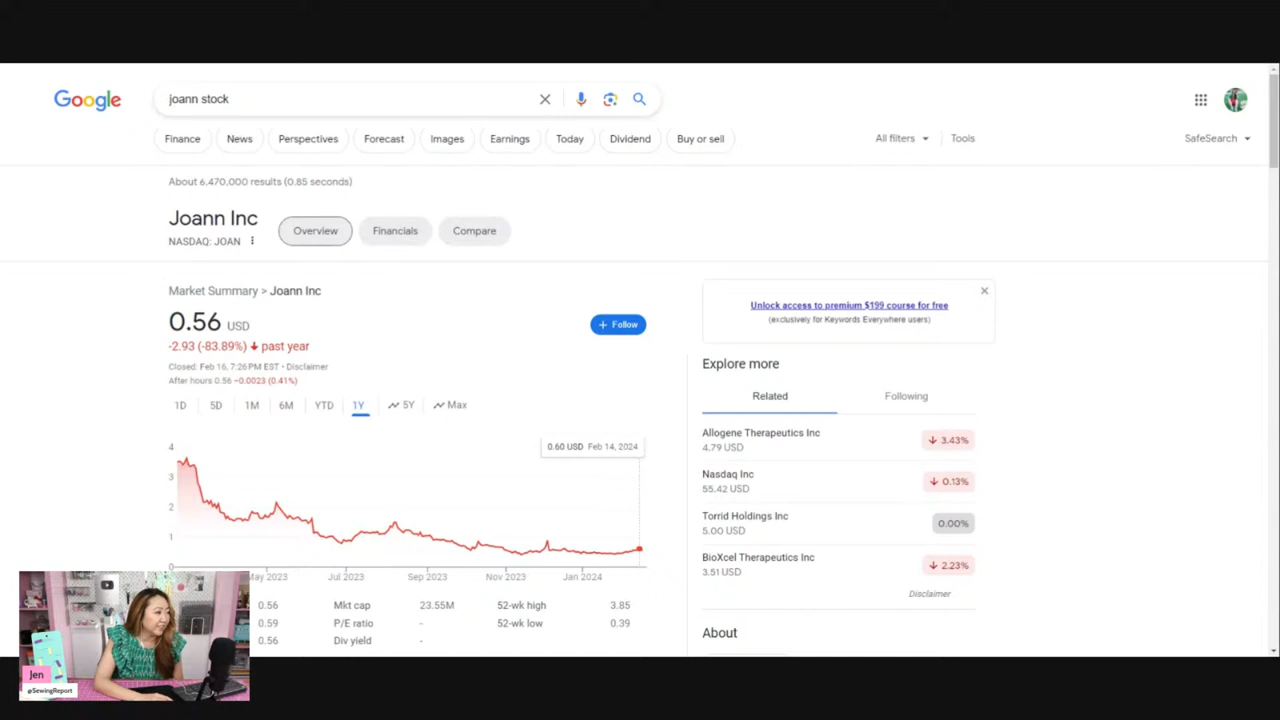 Google
joann stock
Finance
News
Perspectives
Forecast
Images
Earnings
Today
Dividend
Buy or sell
All filters
Tools
SafeSearch
About 6,470,000 results (0.85 seconds)
Joann Inc
NASDAQ: JOAN
Overview
Financials
Compare
Market Summary > Joann Inc
0.56 USD
+ Follow
-2.93 (-83.89%) past year
Closed: Feb 16, 7:26 PM EST • Disclaimer
After hours 0.56 −0.0023 (0.41%)
1D
5D
1M
6M
YTD
1Y
5Y
Max
0.60 USD Feb 14, 2024
4
3
2
1
0
May 2023
Jul 2023
Sep 2023
Nov 2023
Jan 2024
0.56
Mkt cap
23.55M
52-wk high
3.85
0.59
P/E ratio
-
52-wk low
0.39
0.56
Div yield
-
Unlock access to premium $199 course for free
(exclusively for Keywords Everywhere users)
Explore more
Related
Following
Allogene Therapeutics Inc
4.79 USD
3.43%
Nasdaq Inc
55.42 USD
0.13%
Torrid Holdings Inc
5.00 USD
0.00%
BioXcel Therapeutics Inc
3.51 USD
2.23%
Disclaimer
About
Jen
@SewingReport